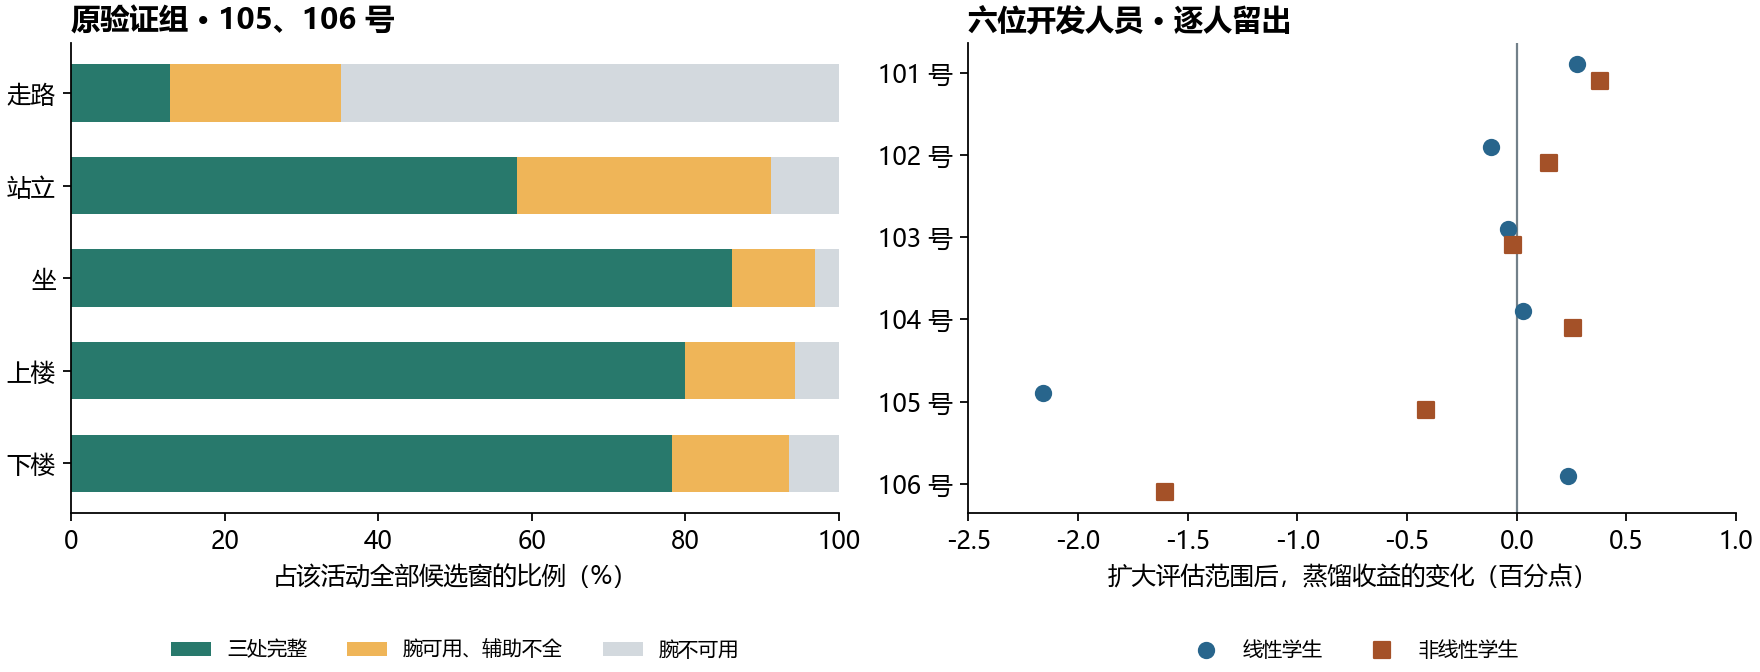 原验证组 • 105、106 号
走路
站立
坐
上楼
下楼
0 20 40 60 80 100
占该活动全部候选窗的比例（%）
三处完整 腕可用、辅助不全 腕不可用
六位开发人员 • 逐人留出
101 号
102 号
103 号
104 号
105 号
106 号
-2.5 -2.0 -1.5 -1.0 -0.5 0.0 0.5 1.0
扩大评估范围后，蒸馏收益的变化（百分点）
线性学生 非线性学生